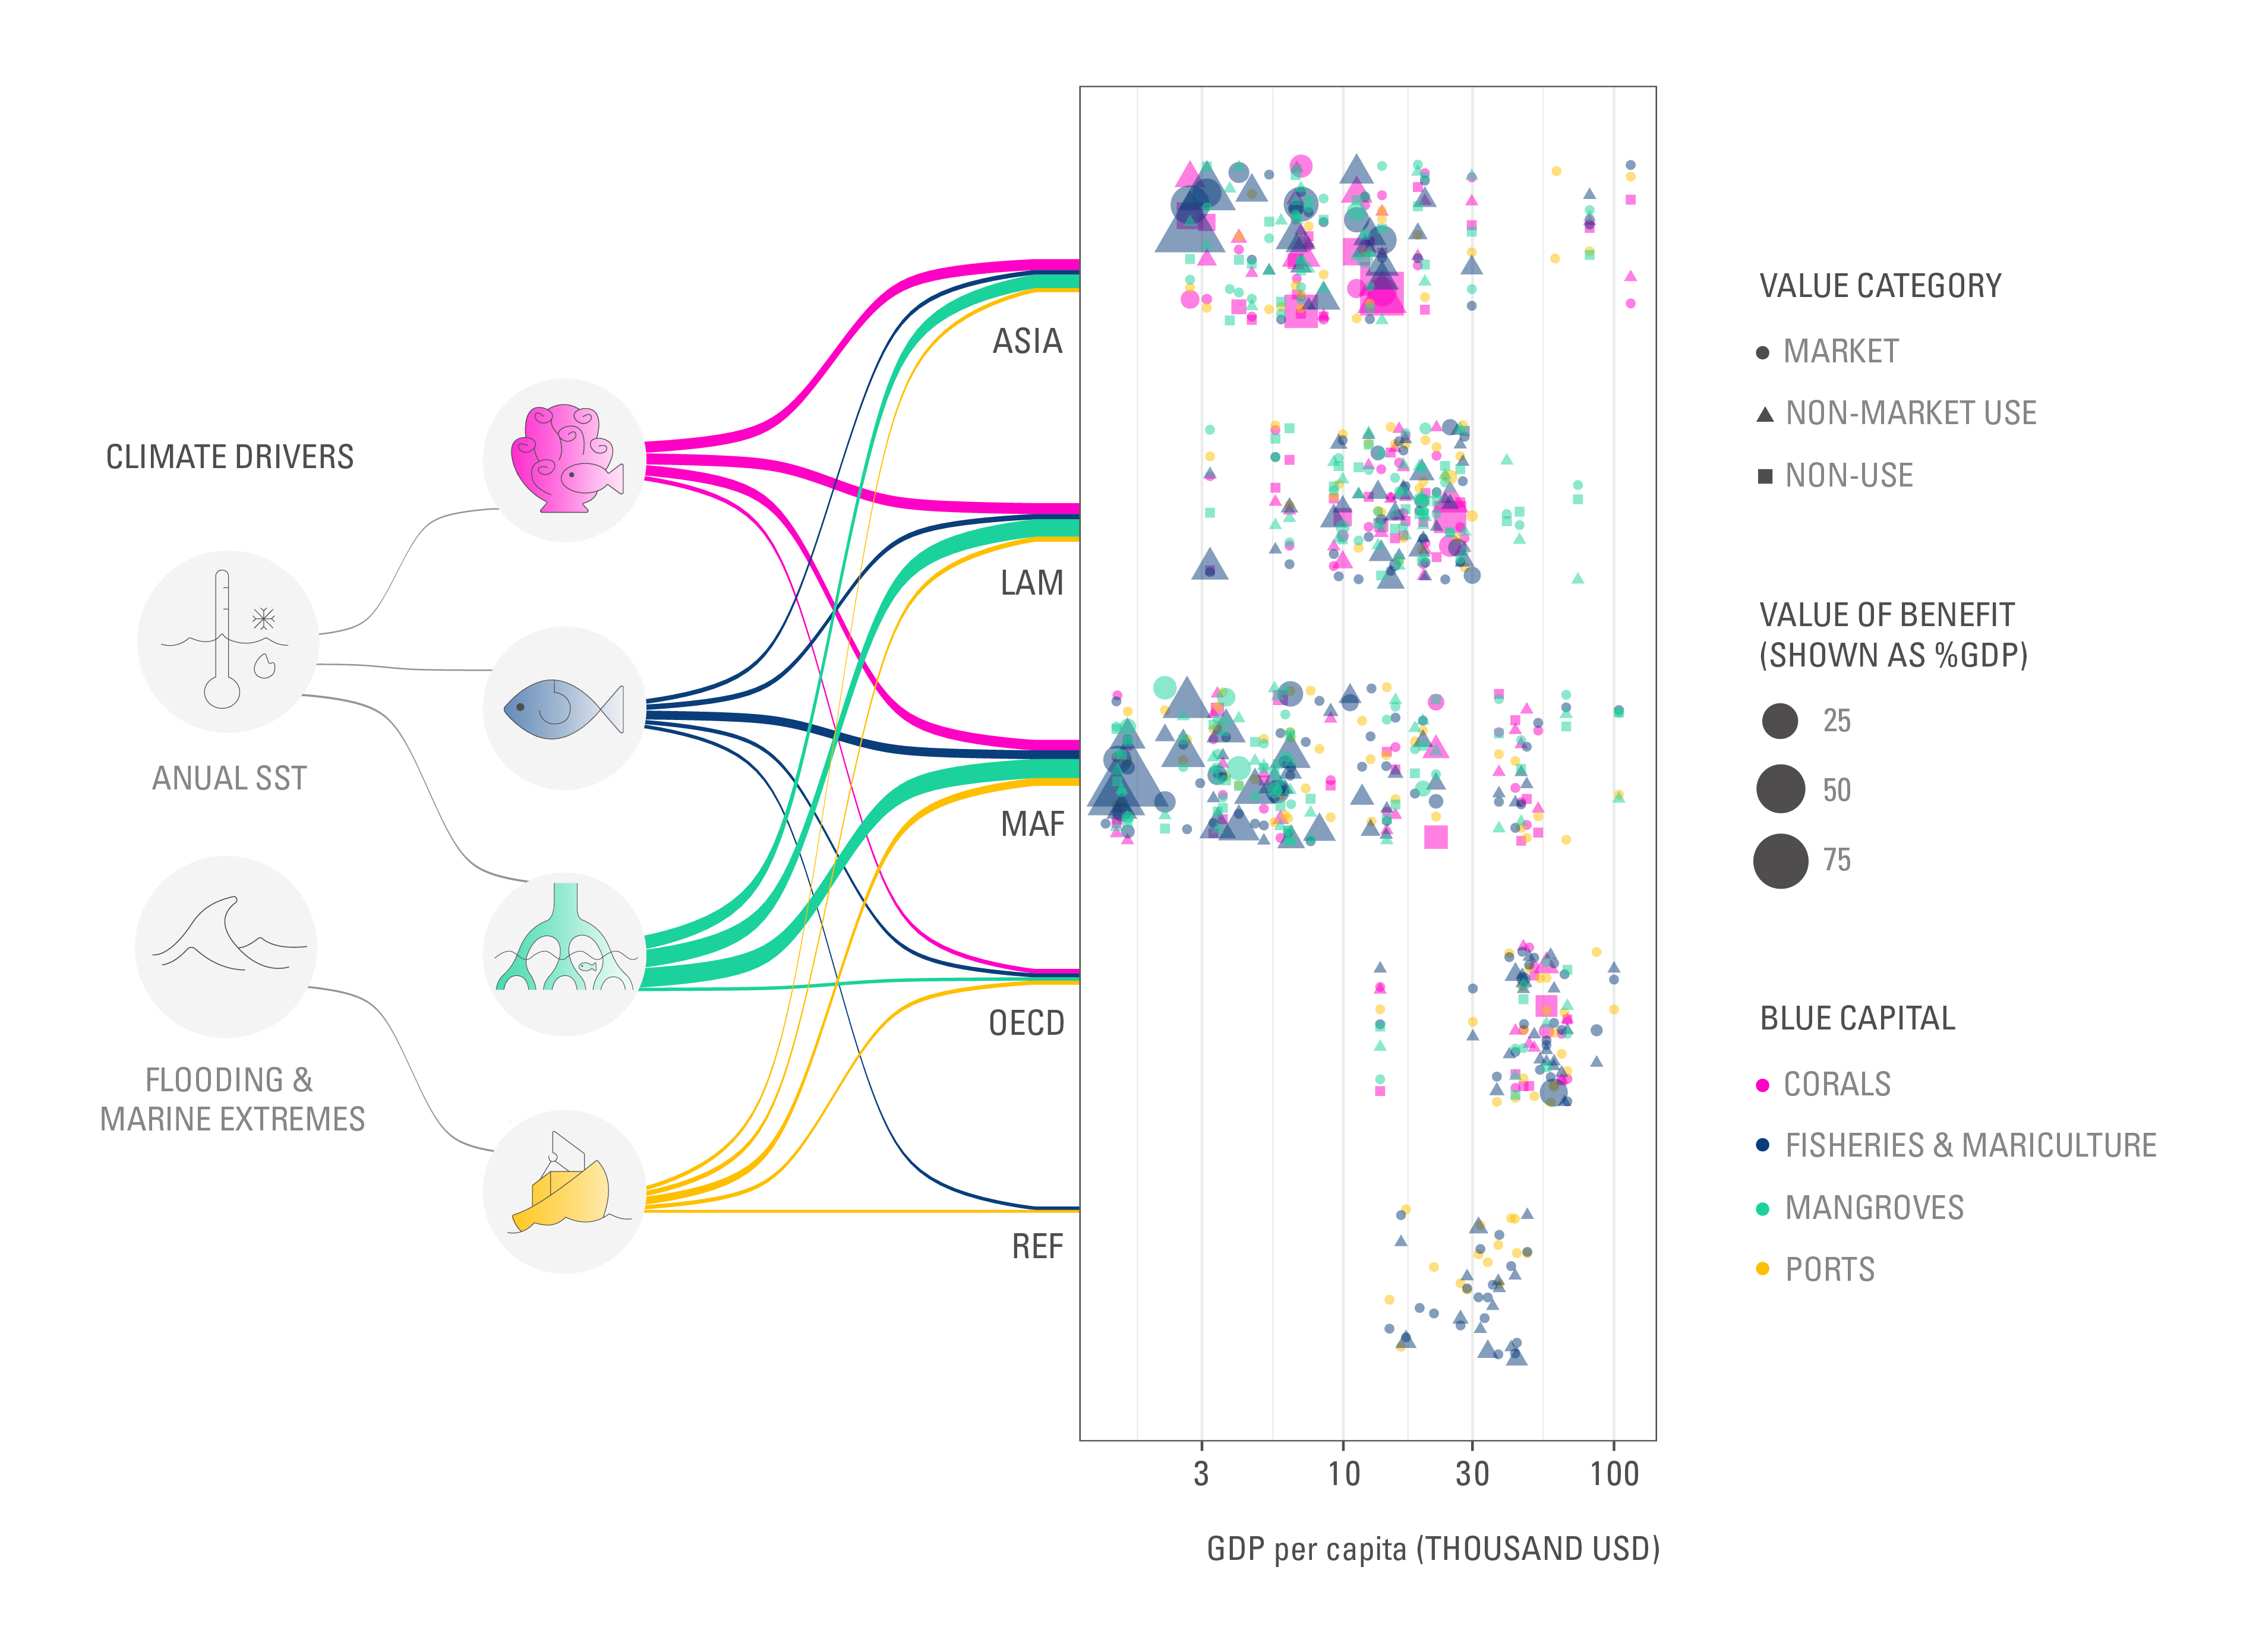 CLIMATE DRIVERS
ANUAL SST
FLOODING &
MARINE EXTREMES
ASIA
LAM
MAF
OECD
REF
3
10
30
100
GDP per capita (THOUSAND USD)
VALUE CATEGORY
MARKET
NON-MARKET USE
NON-USE
VALUE OF BENEFIT
(SHOWN AS %GDP)
25
50
75
BLUE CAPITAL
CORALS
FISHERIES & MARICULTURE
MANGROVES
PORTS